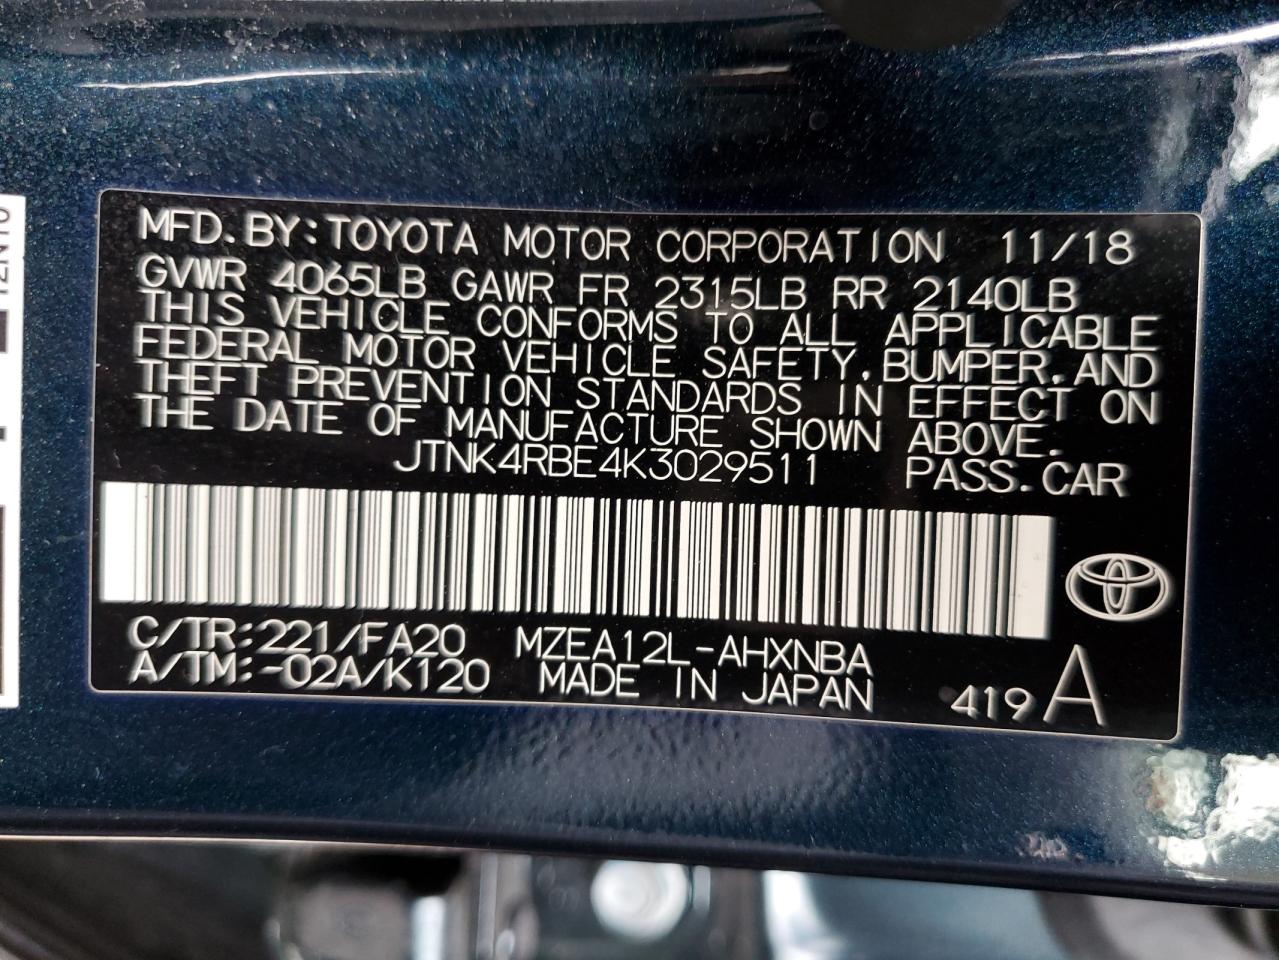 MFD.BY:TOYOTA MOTOR CORPORATION 11/18
GVWR 4065LB GAWR FR 2315LB RR 2140LB
THIS VEHICLE CONFORMS TO ALL APPLICABLE
FEDERAL MOTOR VEHICLE SAFETY,BUMPER,AND
THEFT PREVENTION STANDARDS IN EFFECT ON
THE DATE OF MANUFACTURE SHOWN ABOVE.
JTNK4RBE4K3029511 PASS.CAR
C/TR:221/FA20 MZEA12L-AHXNBA
A/TM:-02A/K120 MADE IN JAPAN 419 A